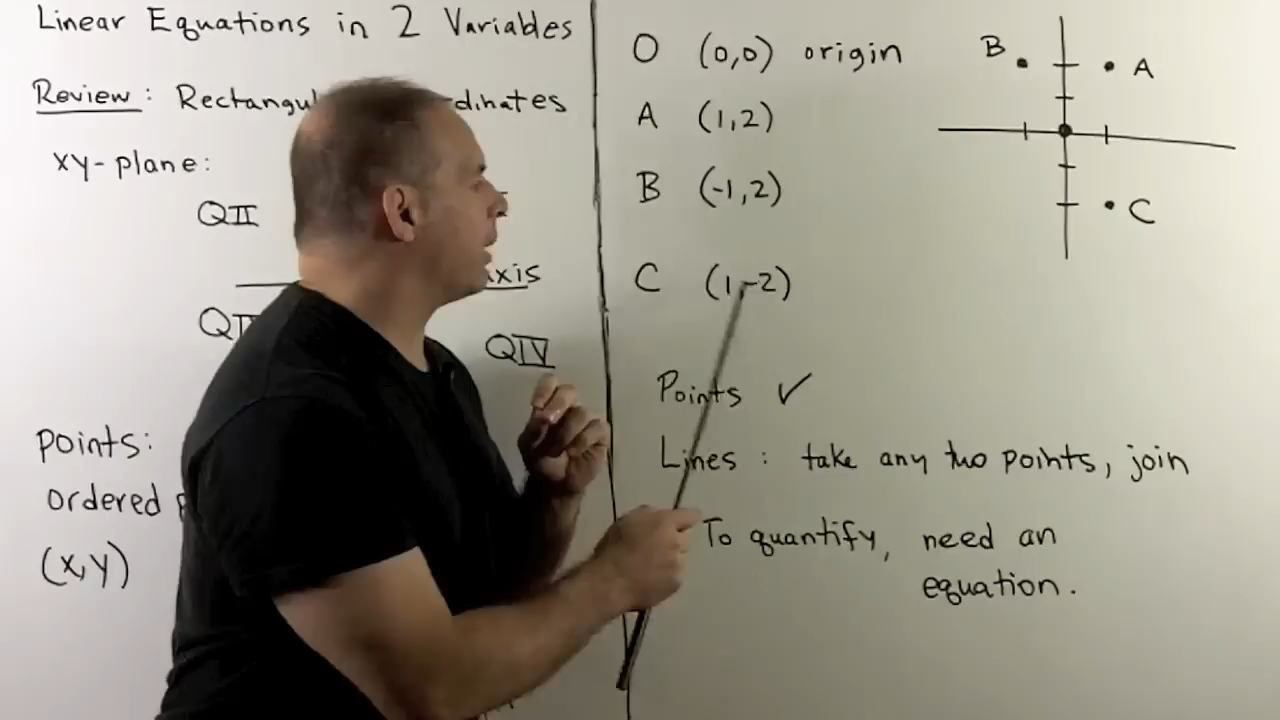 Linear Equations in 2 Variables
Review: Rectangul dinates
xy-plane:
QII
xis
QIV
points:
ordered
(x,y)
O (0,0) origin
A (1,2)
B (-1,2)
C (1,-2)
Points ✓
Lines: take any two points, join
To quantify, need an
equation.
B
A
C